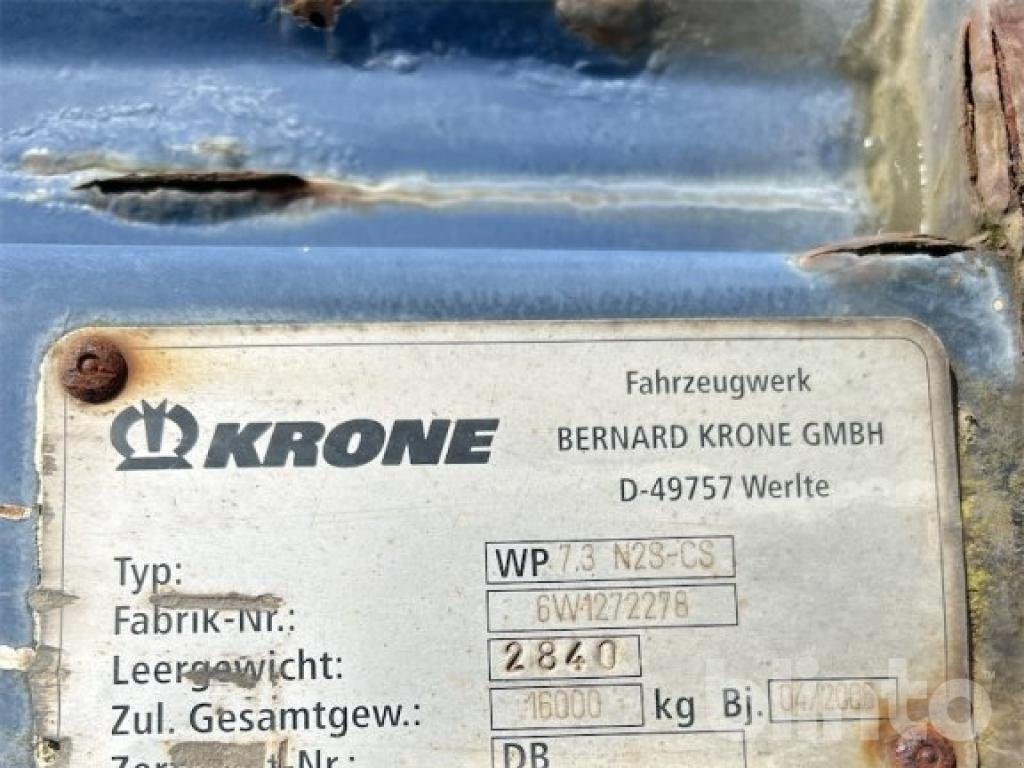 KRONE
Fahrzeugwerk
BERNARD KRONE GMBH
D-49757 Werlte
Typ: WP 7.3 N2S-CS
Fabrik-Nr.: 6W1272278
Leergewicht: 2840
Zul. Gesamtgew.: 16000 kg Bj.
DB
blinto